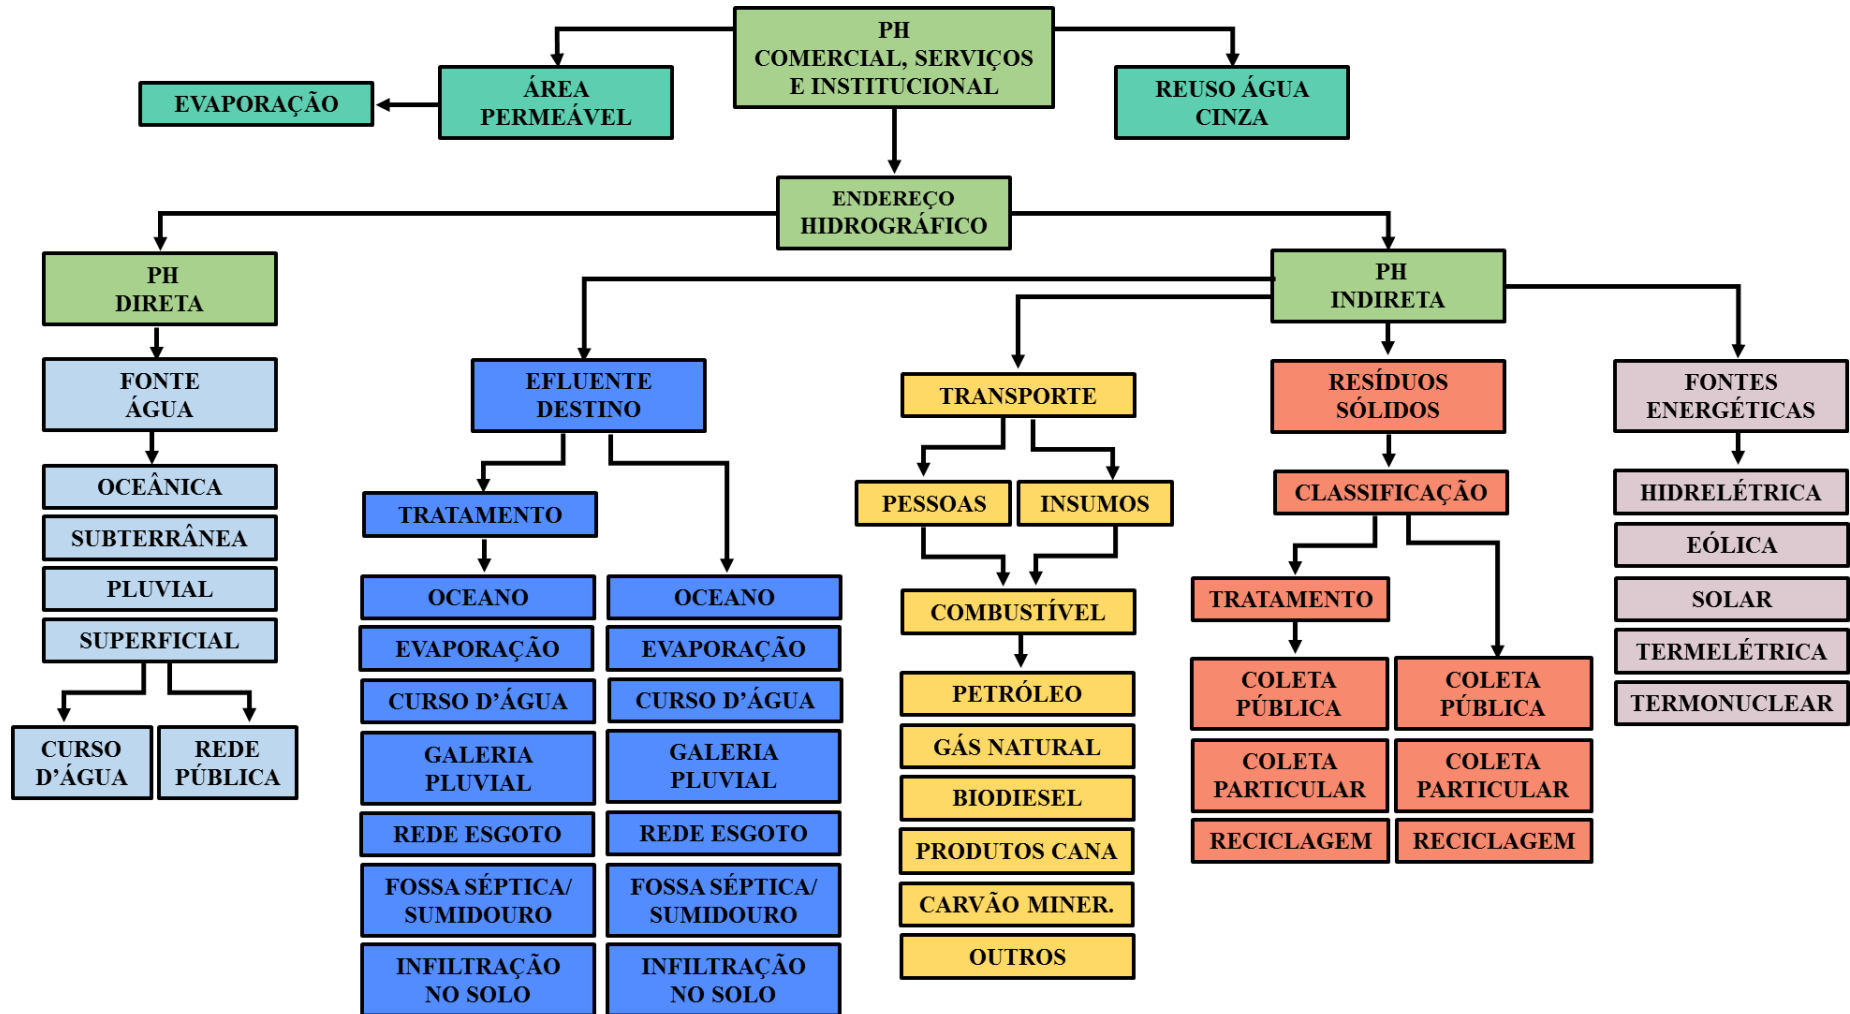 PH
COMERCIAL, SERVIÇOS
E INSTITUCIONAL
EVAPORAÇÃO
ÁREA
PERMEÁVEL
REUSO ÁGUA
CINZA
ENDEREÇO
HIDROGRÁFICO
PH
DIRETA
PH
INDIRETA
FONTE
ÁGUA
OCEÂNICA
SUBTERRÂNEA
PLUVIAL
SUPERFICIAL
CURSO
D’ÁGUA
REDE
PÚBLICA
EFLUENTE
DESTINO
TRATAMENTO
OCEANO
EVAPORAÇÃO
CURSO D’ÁGUA
GALERIA
PLUVIAL
REDE ESGOTO
FOSSA SÉPTICA/
SUMIDOURO
INFILTRAÇÃO
NO SOLO
OCEANO
EVAPORAÇÃO
CURSO D’ÁGUA
GALERIA
PLUVIAL
REDE ESGOTO
FOSSA SÉPTICA/
SUMIDOURO
INFILTRAÇÃO
NO SOLO
TRANSPORTE
PESSOAS
INSUMOS
COMBUSTÍVEL
PETRÓLEO
GÁS NATURAL
BIODIESEL
PRODUTOS CANA
CARVÃO MINER.
OUTROS
RESÍDUOS
SÓLIDOS
CLASSIFICAÇÃO
TRATAMENTO
COLETA
PÚBLICA
COLETA
PARTICULAR
RECICLAGEM
COLETA
PÚBLICA
COLETA
PARTICULAR
RECICLAGEM
FONTES
ENERGÉTICAS
HIDRELÉTRICA
EÓLICA
SOLAR
TERMELÉTRICA
TERMONUCLEAR